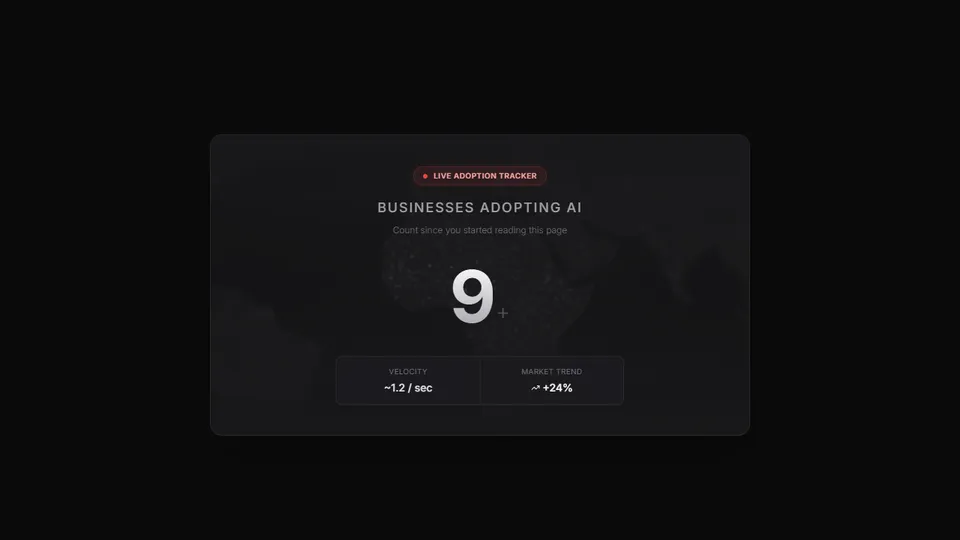 LIVE ADOPTION TRACKER
BUSINESSES ADOPTING AI
Count since you started reading this page
9+
VELOCITY
~1.2 / sec
MARKET TREND
+24%